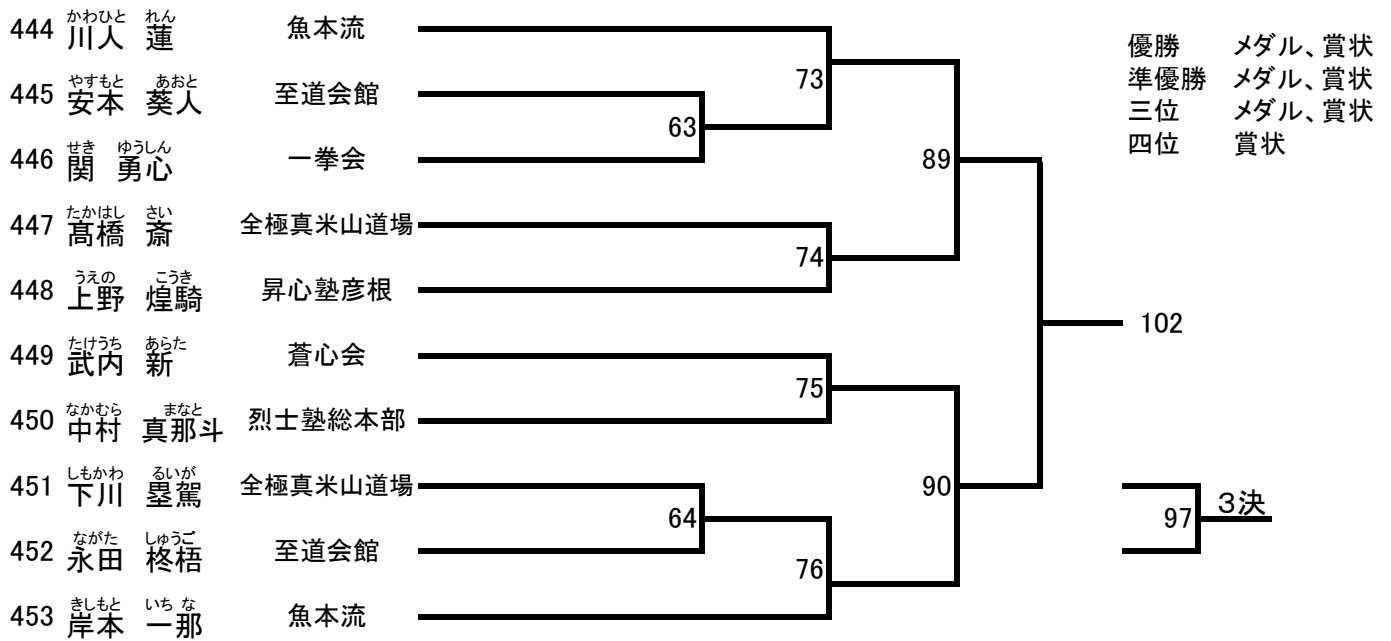 かわひと れん
444 川人 蓮 魚本流
やすもと あおと
445 安本 葵人 至道会館
せき ゆうしん
446 関 勇心 一拳会
たかはし さい
447 髙橋 斎 全極真米山道場
うえの こうき
448 上野 煌騎 昇心塾彦根
たけうち あらた
449 武内 新 蒼心会
なかむら まなと
450 中村 真那斗 烈士塾総本部
しもかわ るいが
451 下川 塁駕 全極真米山道場
ながた しゅうご
452 永田 柊梧 至道会館
きしもと いち な
453 岸本 一那 魚本流
63
64
73
74
75
76
89
90
102
97 3決
優勝 メダル、賞状
準優勝 メダル、賞状
三位 メダル、賞状
四位 賞状